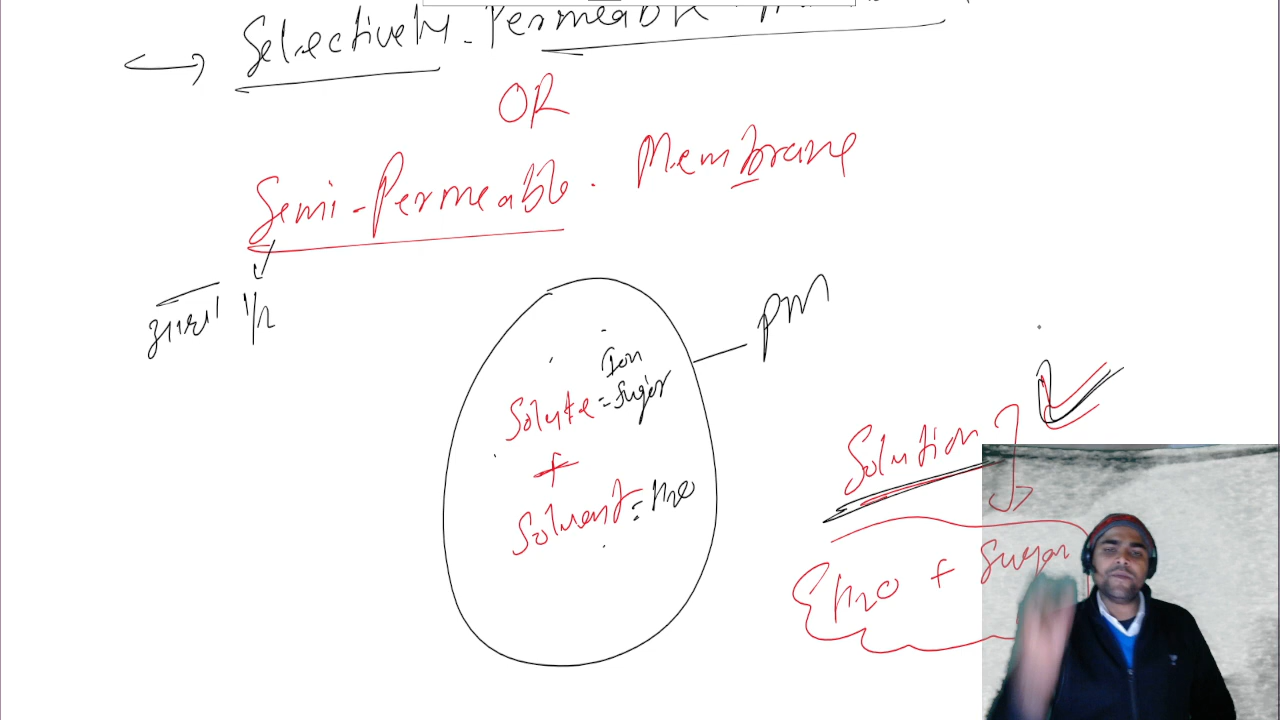 Selectively-Permeable
OR
Semi-Permeable. Membrane
आधा 1/2
PM
Ion
Solute = Sugar
+
Solvent = H2O
Solution
{H2O + Sugar